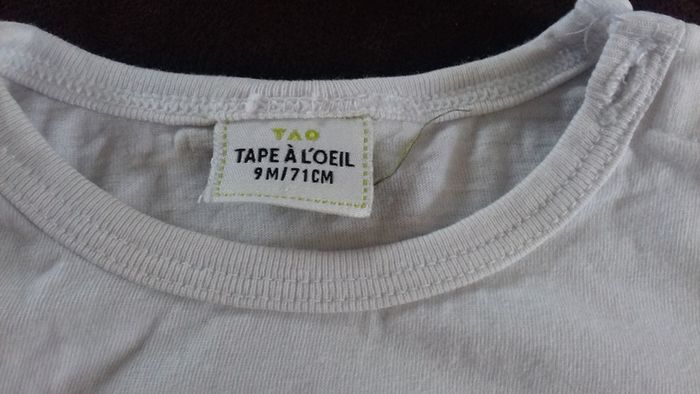 TAO
TAPE À L'OEIL
9M/71CM